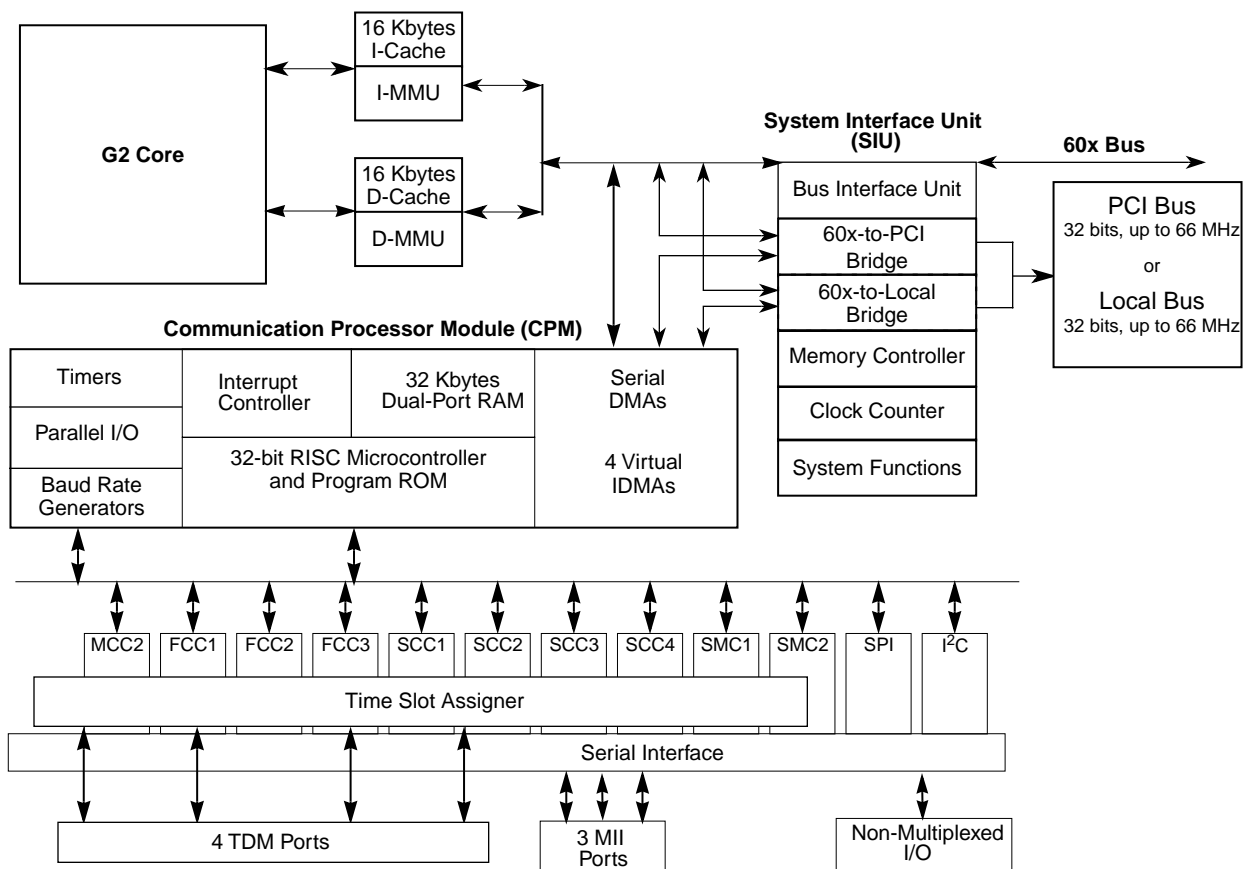 G2 Core
16 Kbytes
I-Cache
I-MMU
16 Kbytes
D-Cache
D-MMU
System Interface Unit
(SIU)
Bus Interface Unit
60x-to-PCI
Bridge
60x-to-Local
Bridge
Memory Controller
Clock Counter
System Functions
60x Bus
PCI Bus
32 bits, up to 66 MHz
or
Local Bus
32 bits, up to 66 MHz
Communication Processor Module (CPM)
Timers
Parallel I/O
Baud Rate
Generators
Interrupt
Controller
32 Kbytes
Dual-Port RAM
32-bit RISC Microcontroller
and Program ROM
Serial
DMAs
4 Virtual
IDMAs
MCC2
FCC1
FCC2
FCC3
SCC1
SCC2
SCC3
SCC4
SMC1
SMC2
SPI
I²C
Time Slot Assigner
Serial Interface
4 TDM Ports
3 MII
Ports
Non-Multiplexed
I/O